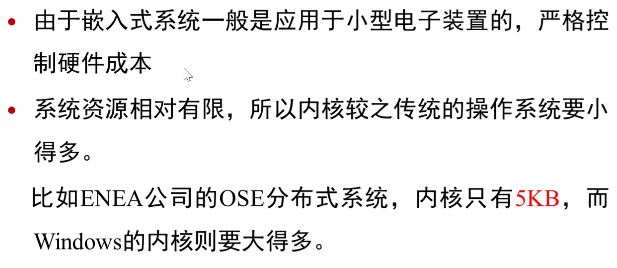 由于嵌入式系统一般是应用于小型电子装置的，严格控
制硬件成本
系统资源相对有限，所以内核较之传统的操作系统要小
得多。
比如ENEA公司的OSE分布式系统，内核只有5KB，而
Windows的内核则要大得多。